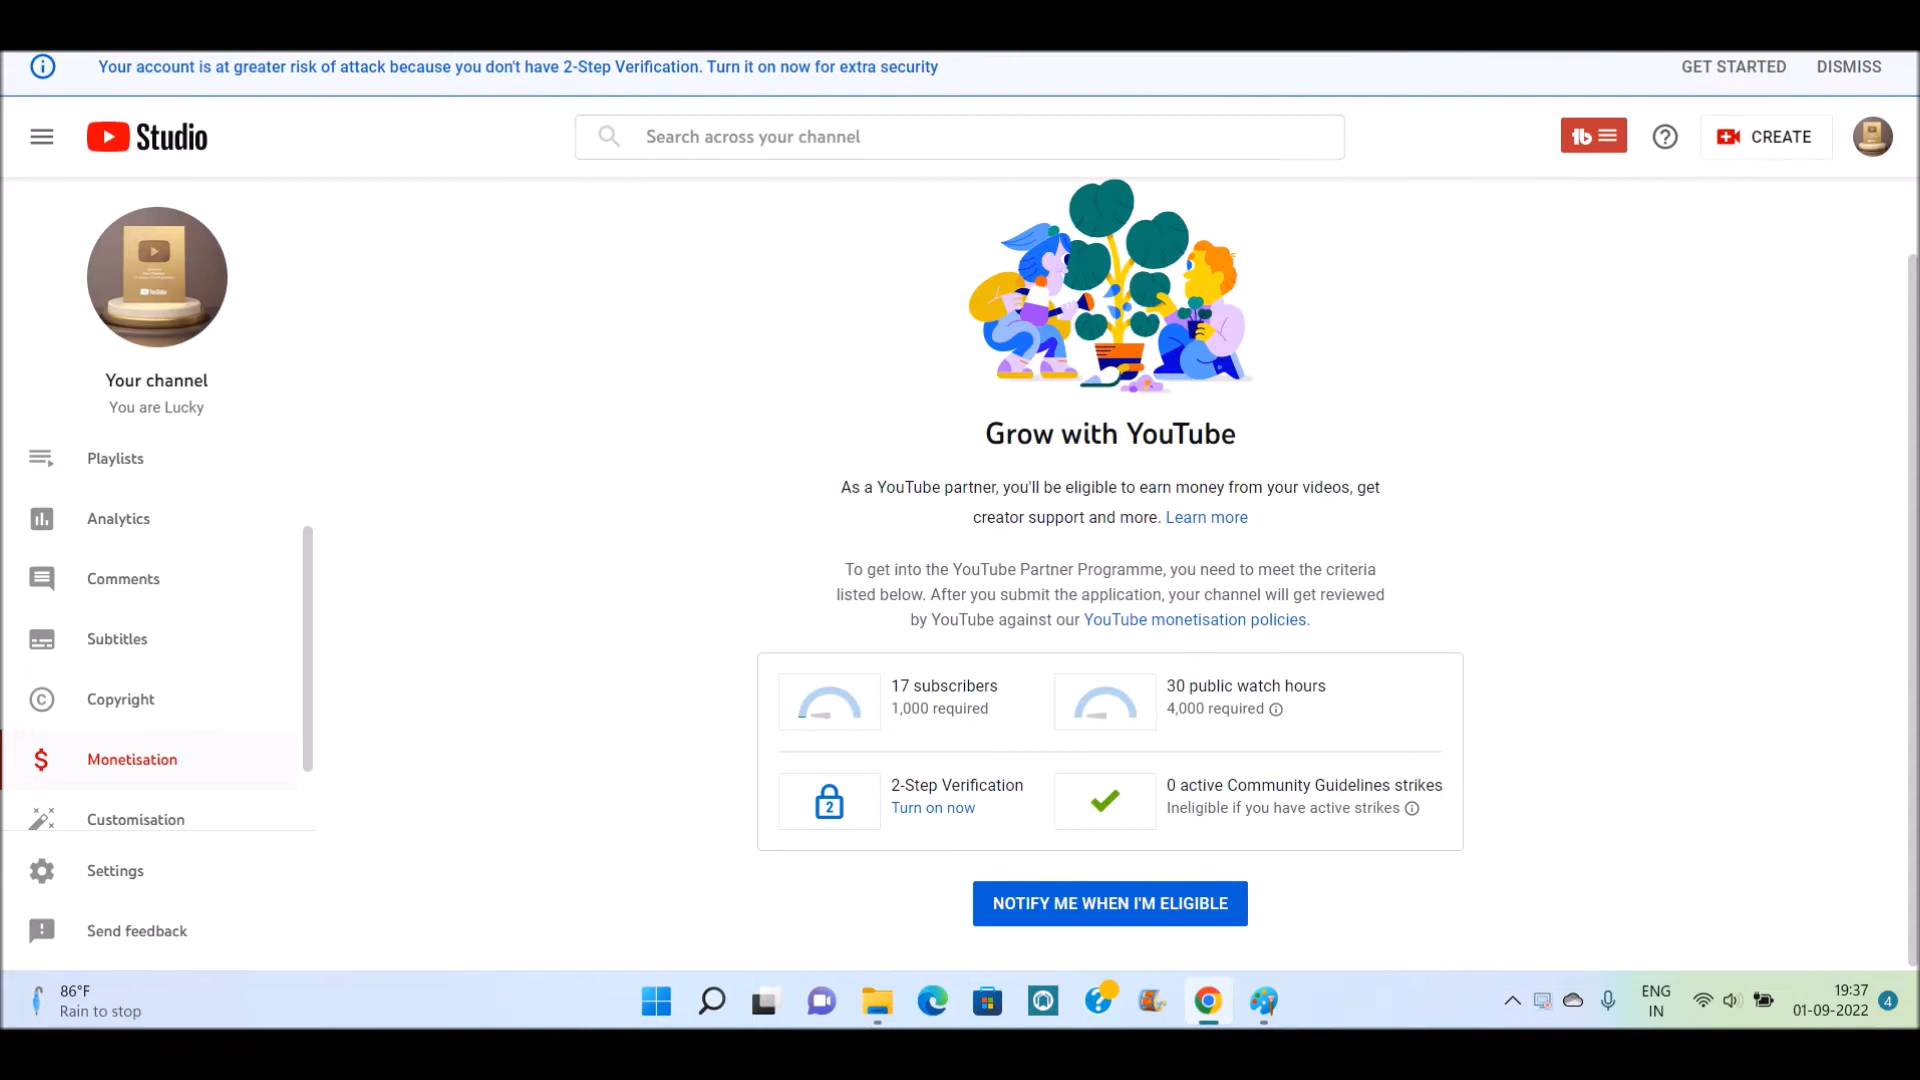 Your account is at greater risk of attack because you don't have 2-Step Verification. Turn it on now for extra security
GET STARTED
DISMISS
Studio
Search across your channel
CREATE
Your channel
You are Lucky
Playlists
Analytics
Comments
Subtitles
Copyright
Monetisation
Customisation
Settings
Send feedback
Grow with YouTube
As a YouTube partner, you'll be eligible to earn money from your videos, get
creator support and more. Learn more
To get into the YouTube Partner Programme, you need to meet the criteria
listed below. After you submit the application, your channel will get reviewed
by YouTube against our YouTube monetisation policies.
17 subscribers
1,000 required
30 public watch hours
4,000 required
2-Step Verification
Turn on now
0 active Community Guidelines strikes
Ineligible if you have active strikes
NOTIFY ME WHEN I'M ELIGIBLE
86°F
Rain to stop
ENG
IN
19:37
01-09-2022
4